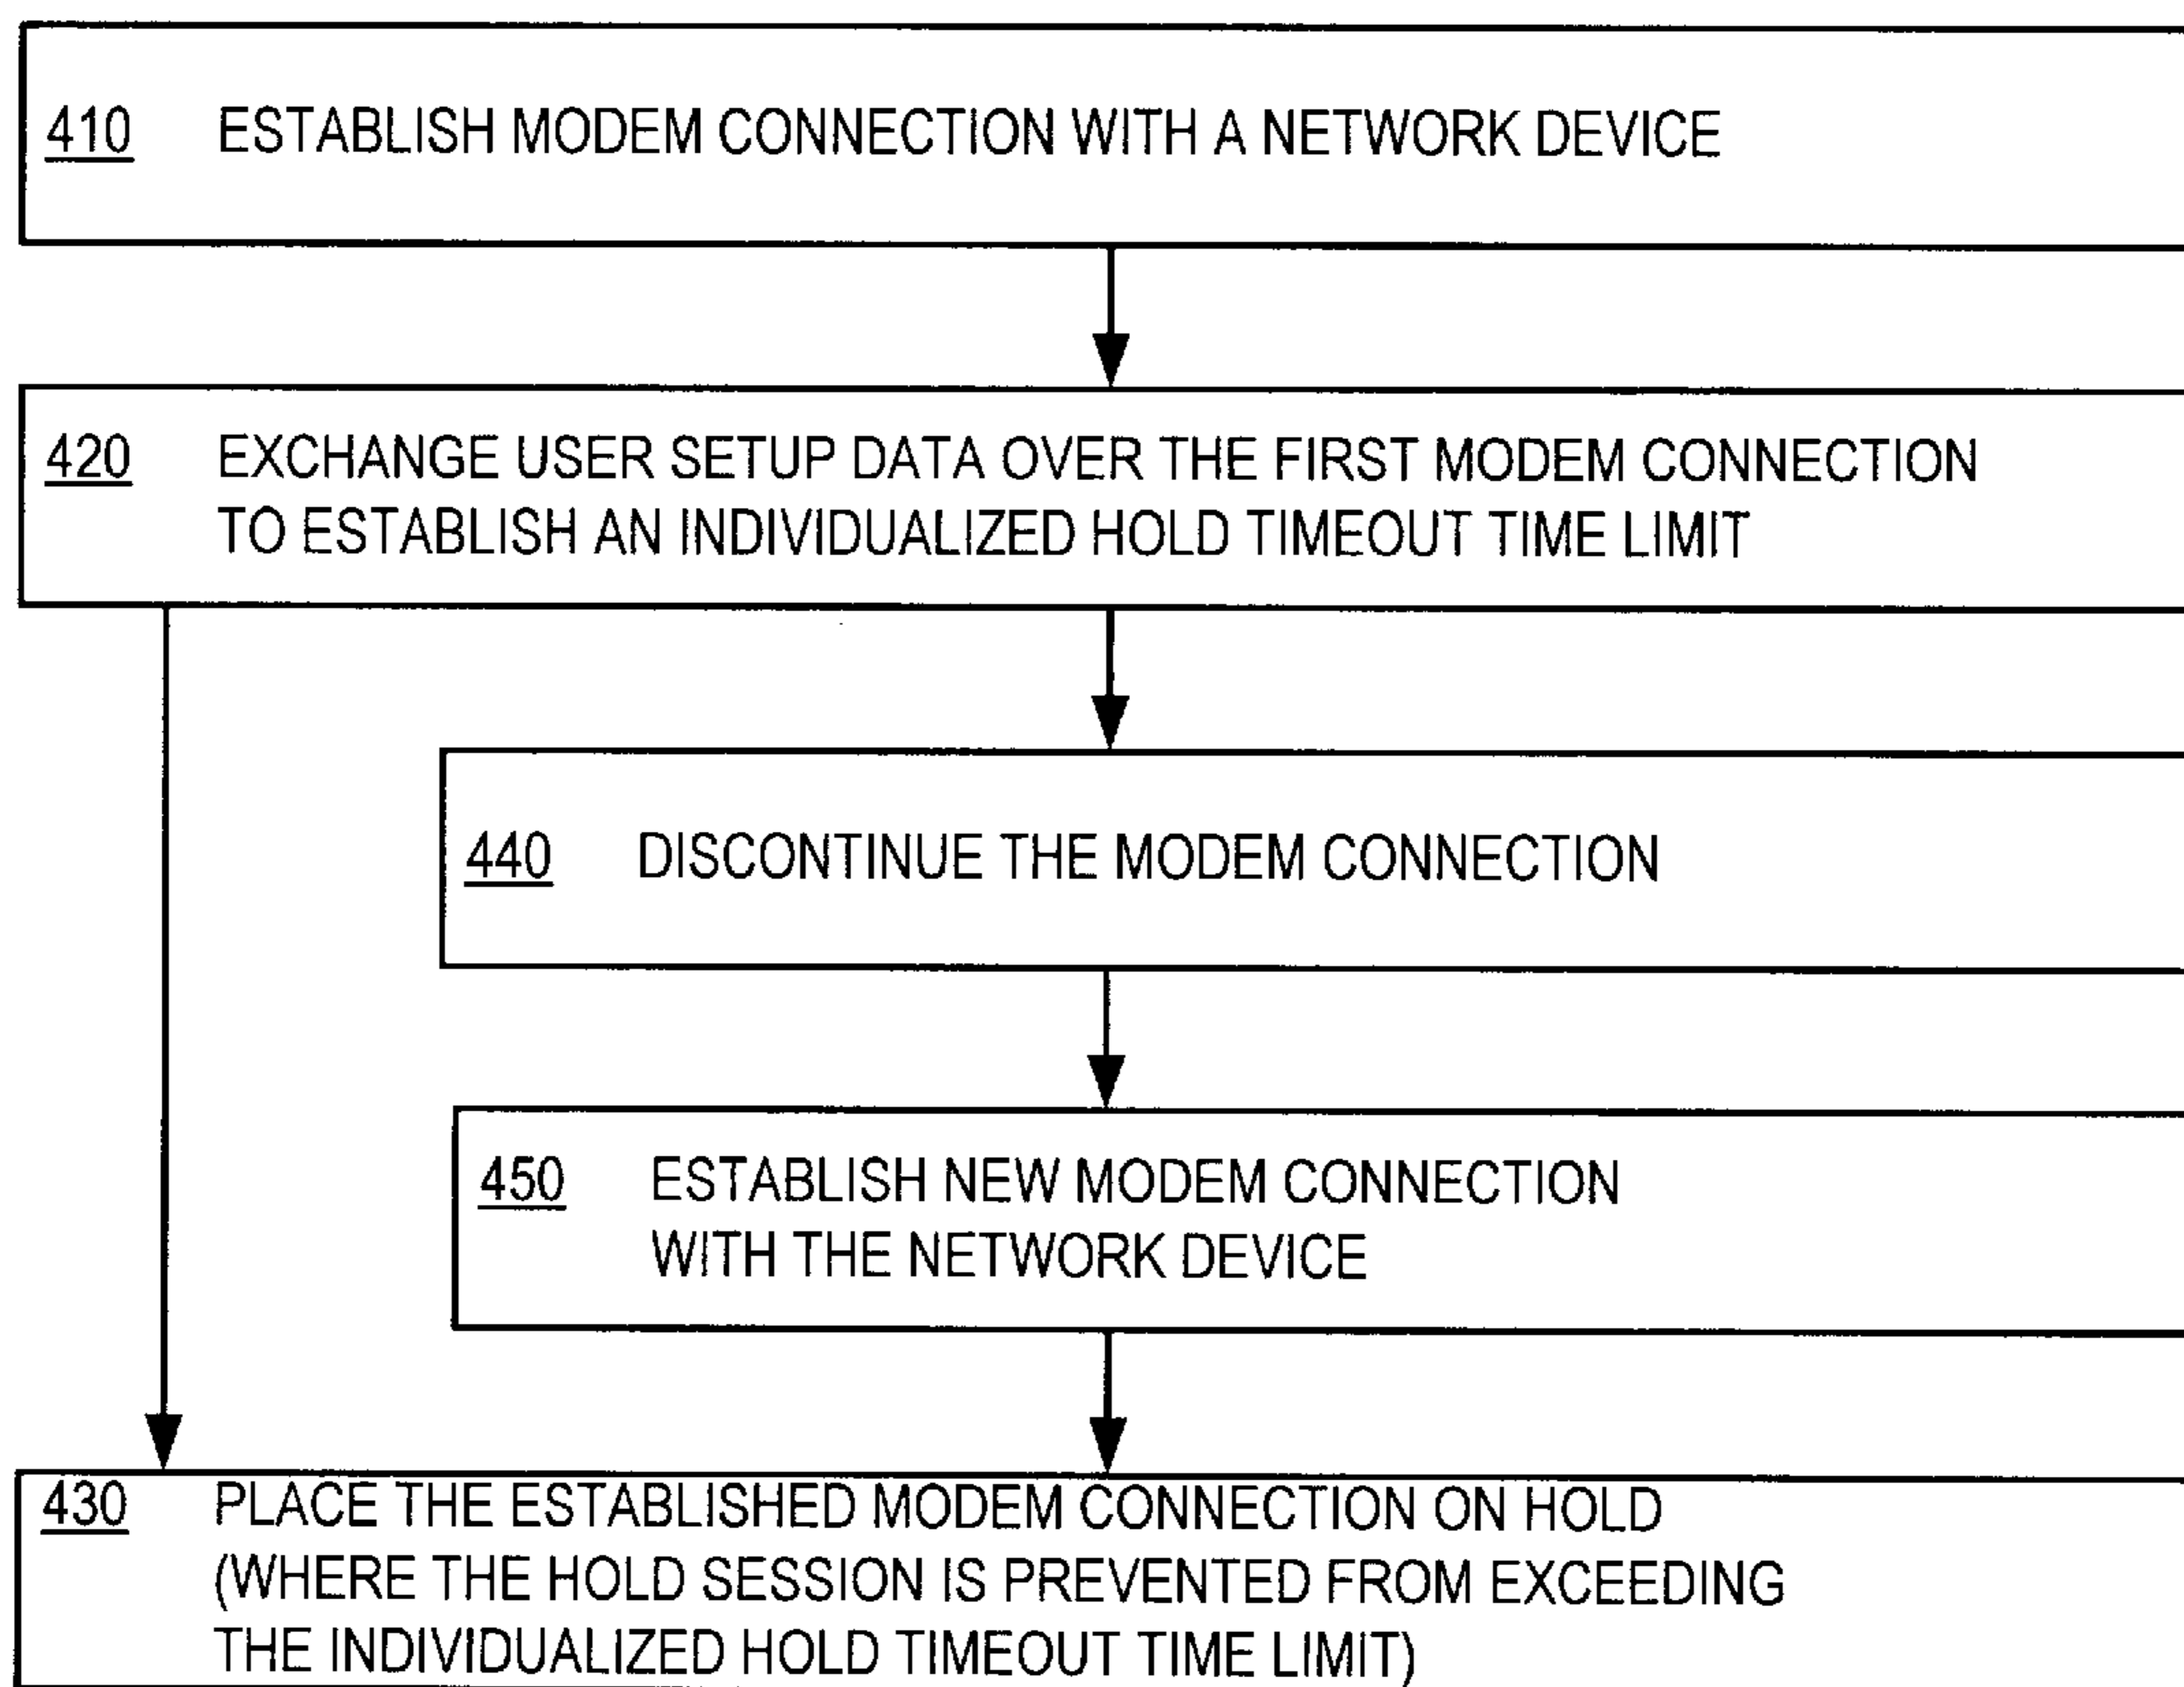 410 ESTABLISH MODEM CONNECTION WITH A NETWORK DEVICE
420 EXCHANGE USER SETUP DATA OVER THE FIRST MODEM CONNECTION
TO ESTABLISH AN INDIVIDUALIZED HOLD TIMEOUT TIME LIMIT
440 DISCONTINUE THE MODEM CONNECTION
450 ESTABLISH NEW MODEM CONNECTION
WITH THE NETWORK DEVICE
430 PLACE THE ESTABLISHED MODEM CONNECTION ON HOLD
(WHERE THE HOLD SESSION IS PREVENTED FROM EXCEEDING
THE INDIVIDUALIZED HOLD TIMEOUT TIME LIMIT)